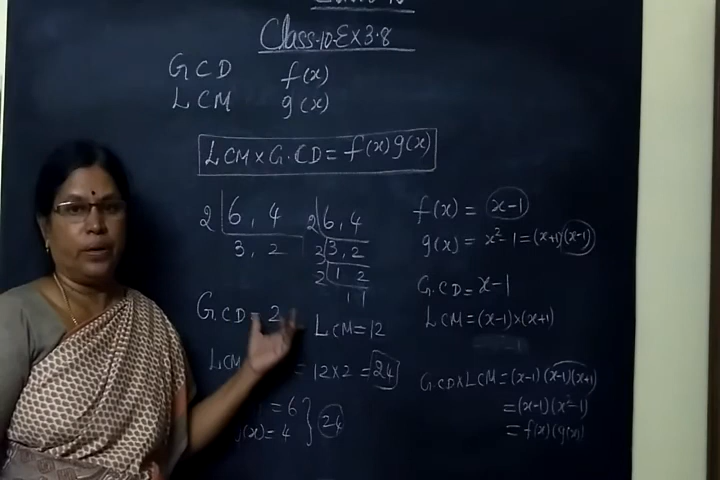 Class-10-Ex 3.8
GCD f(x)
LCM g(x)
LCM × G.CD = f(x) g(x)
2 | 6, 4
3, 2
G.CD = 2
2 | 6, 4
3 | 3, 2
2 | 1 2
1 1
LCM = 12
LCM = 12×2 = 24
= 6
(x) = 4 } 24
f(x) = x-1
g(x) = x²-1 = (x+1)(x-1)
G.CD = x-1
LCM = (x-1)×(x+1)
G.CD×LCM = (x-1) (x-1)(x+1)
= (x-1) (x²-1)
= f(x) (g(x)